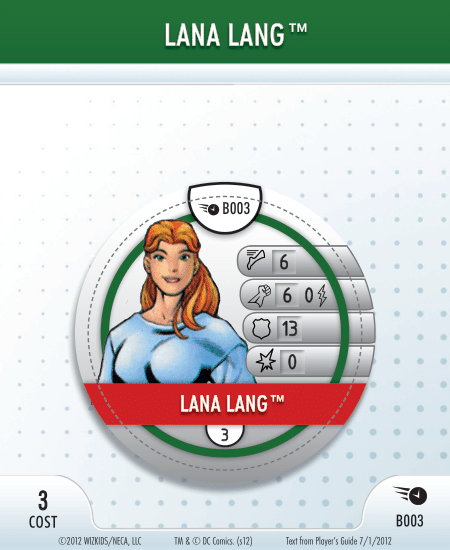 LANA LANG™
B003
6
6 0
13
0
LANA LANG™
3
3
COST
B003
©2012 WIZKIDS/NECA, LLC TM & © DC Comics. (s12) Text from Player's Guide 7/1/2012